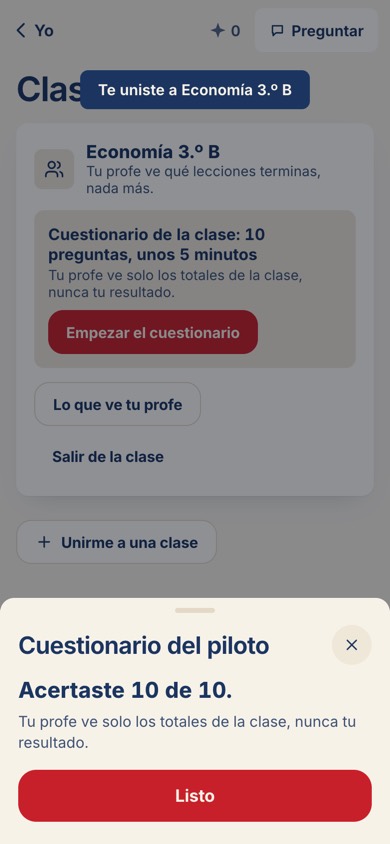 Yo
0
Preguntar
Clas
Te uniste a Economía 3.º B
Economía 3.º B
Tu profe ve qué lecciones terminas,
nada más.
Cuestionario de la clase: 10
preguntas, unos 5 minutos
Tu profe ve solo los totales de la clase,
nunca tu resultado.
Empezar el cuestionario
Lo que ve tu profe
Salir de la clase
Unirme a una clase
Cuestionario del piloto
Acertaste 10 de 10.
Tu profe ve solo los totales de la clase, nunca tu
resultado.
Listo